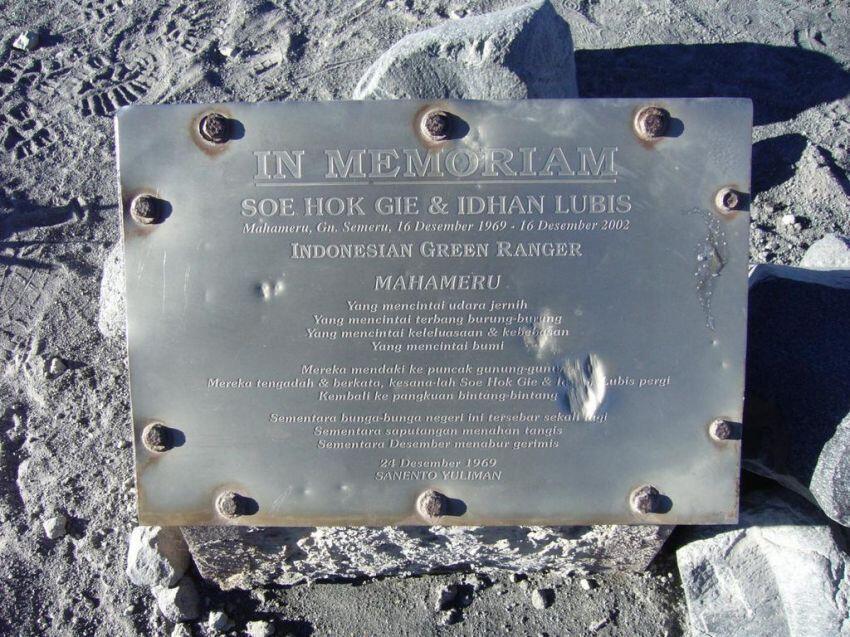 IN MEMORIAM
SOE HOK GIE & IDHAN LUBIS
Mahameru, Gn. Semeru, 16 Desember 1969 - 16 Desember 2002
INDONESIAN GREEN RANGER
MAHAMERU
Yang mencintai udara jernih
Yang mencintai terbang burung-burung
Yang mencintai keleluasaan & kebebasan
Yang mencintai bumi
Mereka mendaki ke puncak gunung-gunung
Mereka tengadah & berkata, kesana-lah Soe Hok Gie & Lubis pergi
Kembali ke pangkuan bintang-bintang
Sementara bunga-bunga negeri ini tersebar sekali lagi
Sementara saputangan menahan tangis
Sementara Desember menabur gerimis
24 Desember 1969
SANENTO YULIMAN